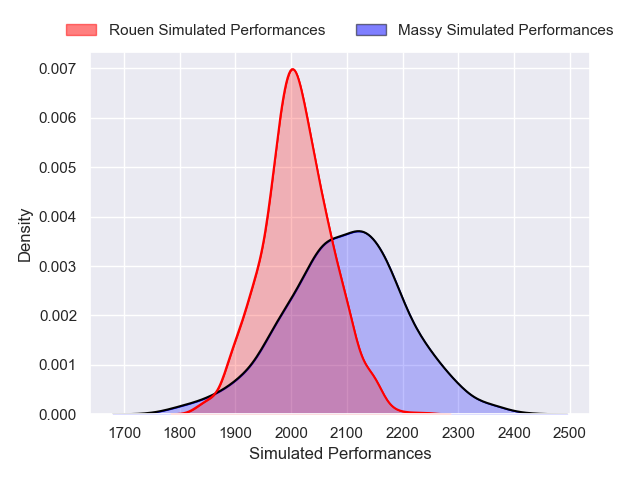 Rouen Simulated Performances Massy Simulated Performances
0.007
0.006
0.005
0.004
0.003
0.002
0.001
0.000
Density
1700 1800 1900 2000 2100 2200 2300 2400 2500
Simulated Performances